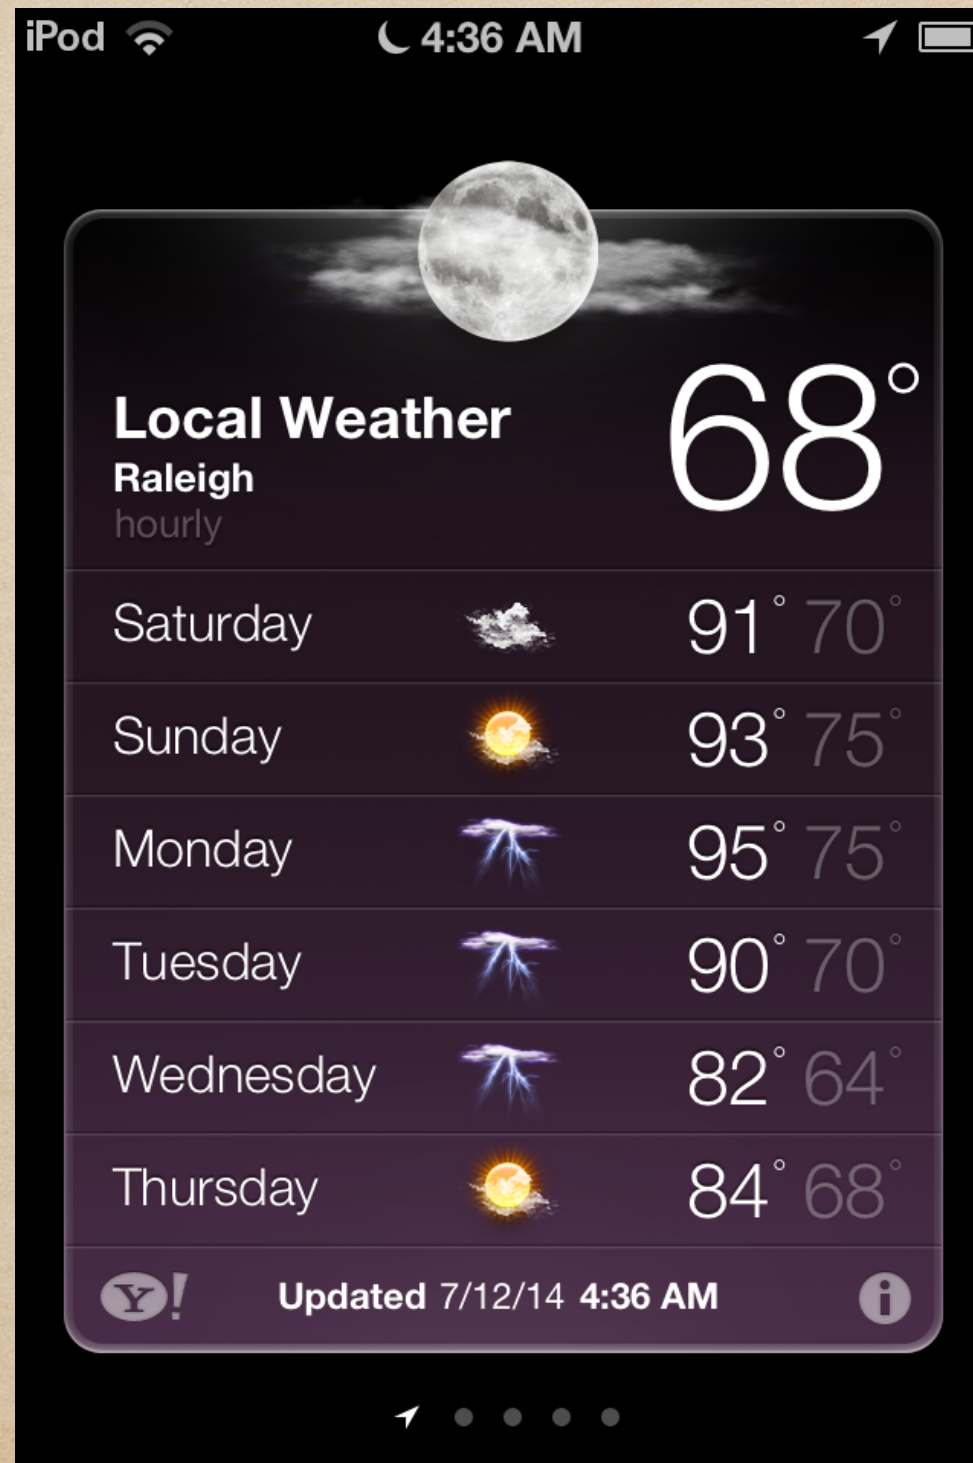 iPod 4:36 AM
68°
Local Weather
Raleigh
hourly
Saturday 91° 70°
Sunday 93° 75°
Monday 95° 75°
Tuesday 90° 70°
Wednesday 82° 64°
Thursday 84° 68°
Y! Updated 7/12/14 4:36 AM i